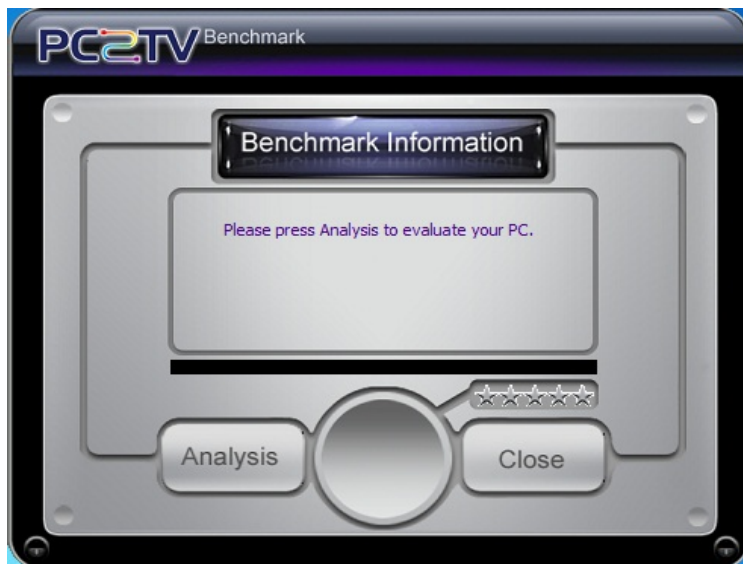 PC2TV Benchmark
Benchmark Information
Please press Analysis to evaluate your PC.
Analysis
Close